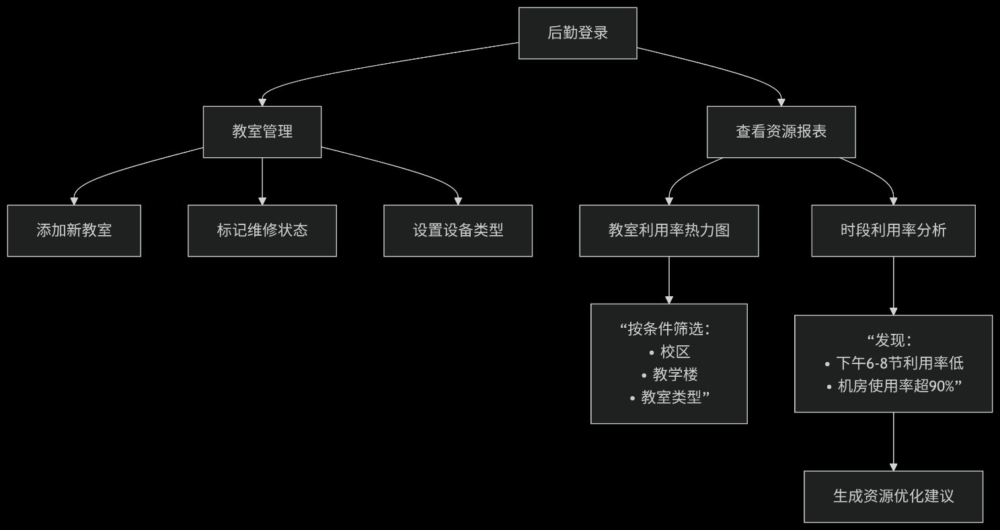 后勤登录
教室管理
查看资源报表
添加新教室
标记维修状态
设置设备类型
教室利用率热力图
时段利用率分析
“按条件筛选：
• 校区
• 教学楼
• 教室类型”
“发现：
• 下午6-8节利用率低
• 机房使用率超90%”
生成资源优化建议